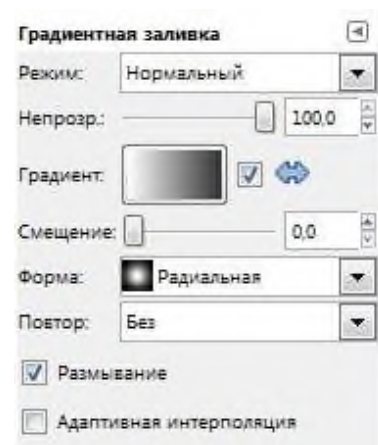 Градиентная заливка
Режим: Нормальный
Непрозр.: 100,0
Градиент:
Смещение: 0,0
Форма: Радиальная
Повтор: Без
Размывание
Адаптивная интерполяция